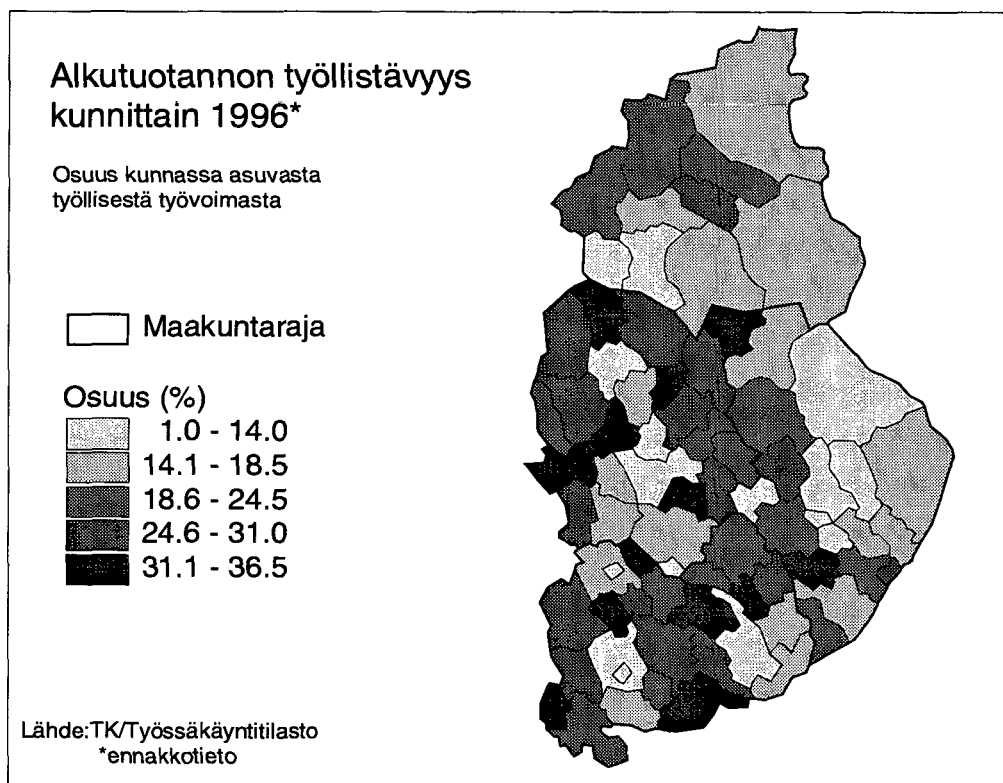 Alkutuotannon työllistävyys
kunnittain 1996*
Osuus kunnassa asuvasta
työllisestä työvoimasta
Maakuntaraja
Osuus (%)
1.0 - 14.0
14.1 - 18.5
18.6 - 24.5
24.6 - 31.0
31.1 - 36.5
Lähde:TK/Työssäkäyntitilasto
*ennakkotieto